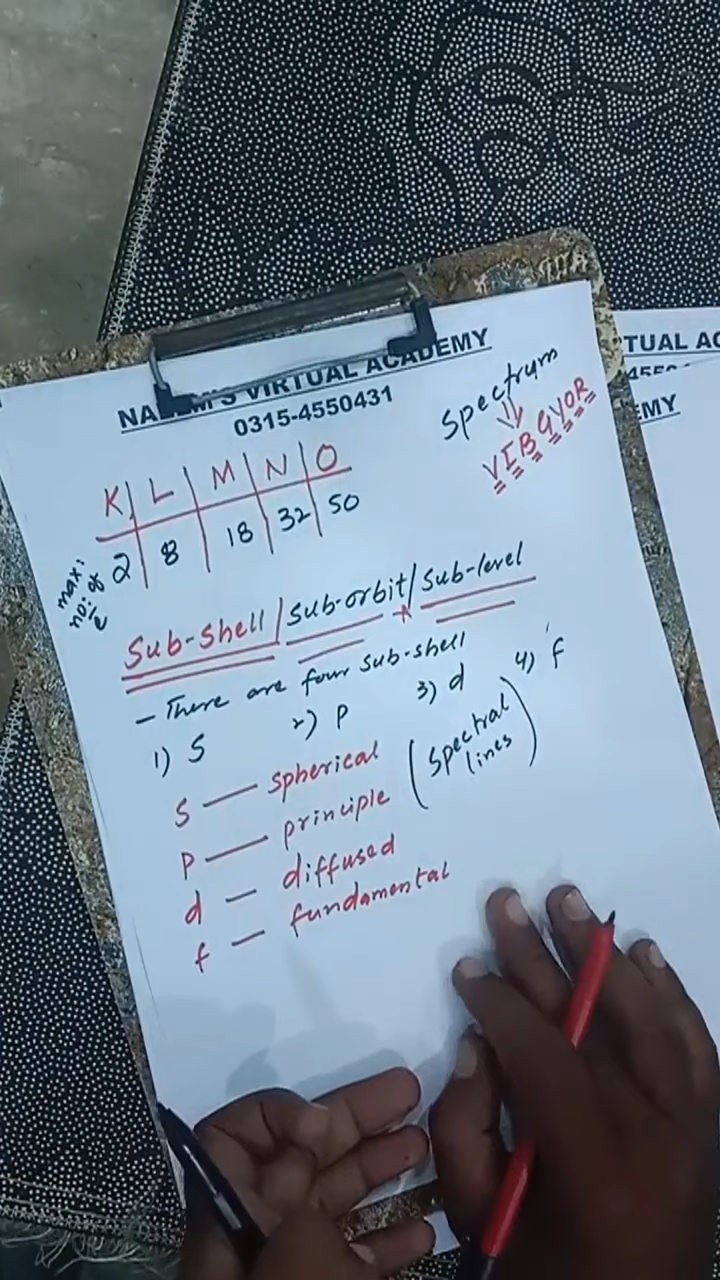 VIRTUAL ACADEMY
0315-4550431
Spectrum
VIBGYOR
K L M N O
max: no: of e 2 8 18 32 50
Sub-Shell/Sub-orbit/Sub-level
- There are four sub-shell
1) S 2) P 3) d 4) f
S — spherical
P — principle (Spectral lines)
d — diffused
f — fundamental
TUAL AC
EMY